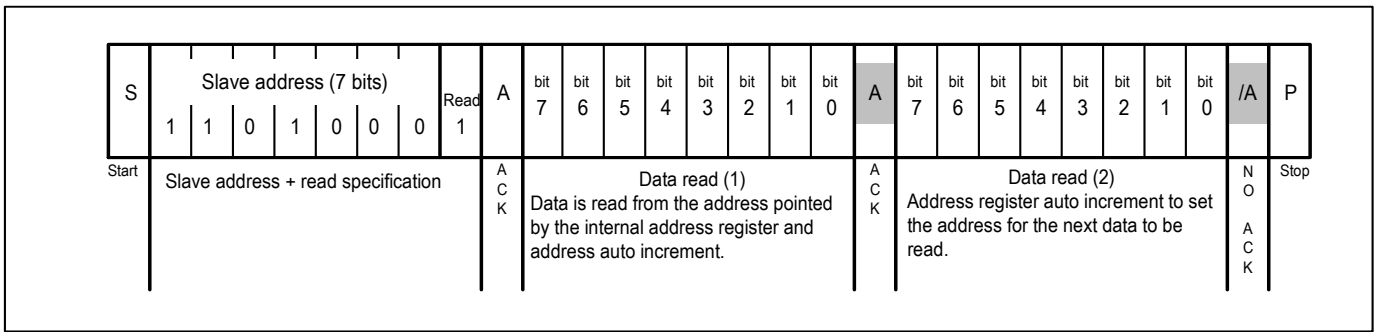 S Slave address (7 bits) Read A bit bit bit bit bit bit bit bit A bit bit bit bit bit bit bit bit /A P
1 1 0 1 0 0 0 1 7 6 5 4 3 2 1 0 7 6 5 4 3 2 1 0
Start Slave address + read specification
A
C
K
Data read (1)
Data is read from the address pointed
by the internal address register and
address auto increment.
A
C
K
Data read (2)
Address register auto increment to set
the address for the next data to be
read.
N
O
A
C
K
Stop